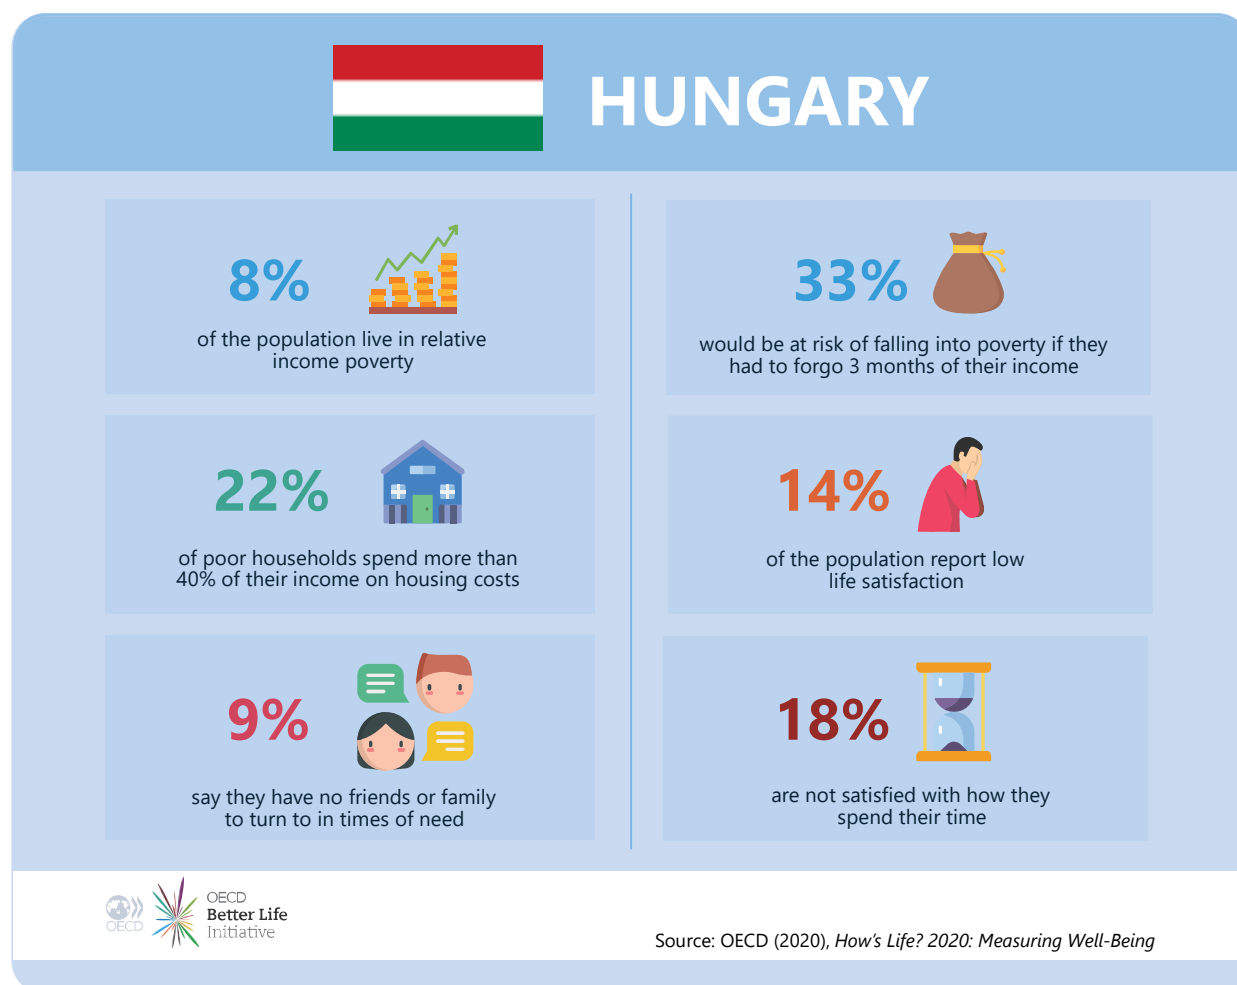 HUNGARY
8%
of the population live in relative
income poverty
33%
would be at risk of falling into poverty if they
had to forgo 3 months of their income
22%
of poor households spend more than
40% of their income on housing costs
14%
of the population report low
life satisfaction
9%
say they have no friends or family
to turn to in times of need
18%
are not satisfied with how they
spend their time
OECD
OECD
Better Life
Initiative
Source: OECD (2020), How's Life? 2020: Measuring Well-Being